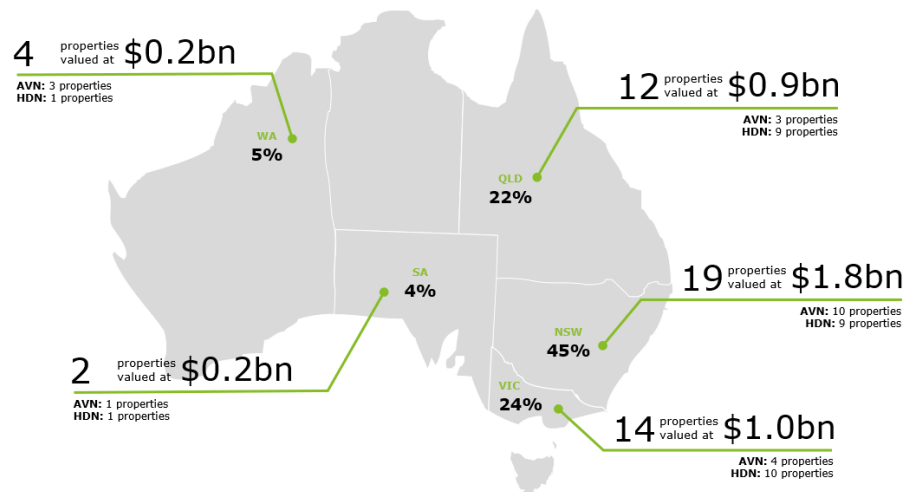 4 properties valued at $0.2bn
AVN: 3 properties
HDN: 1 properties
WA
5%
12 properties valued at $0.9bn
AVN: 3 properties
HDN: 9 properties
QLD
22%
19 properties valued at $1.8bn
AVN: 10 properties
HDN: 9 properties
NSW
45%
SA
4%
2 properties valued at $0.2bn
AVN: 1 properties
HDN: 1 properties
VIC
24%
14 properties valued at $1.0bn
AVN: 4 properties
HDN: 10 properties